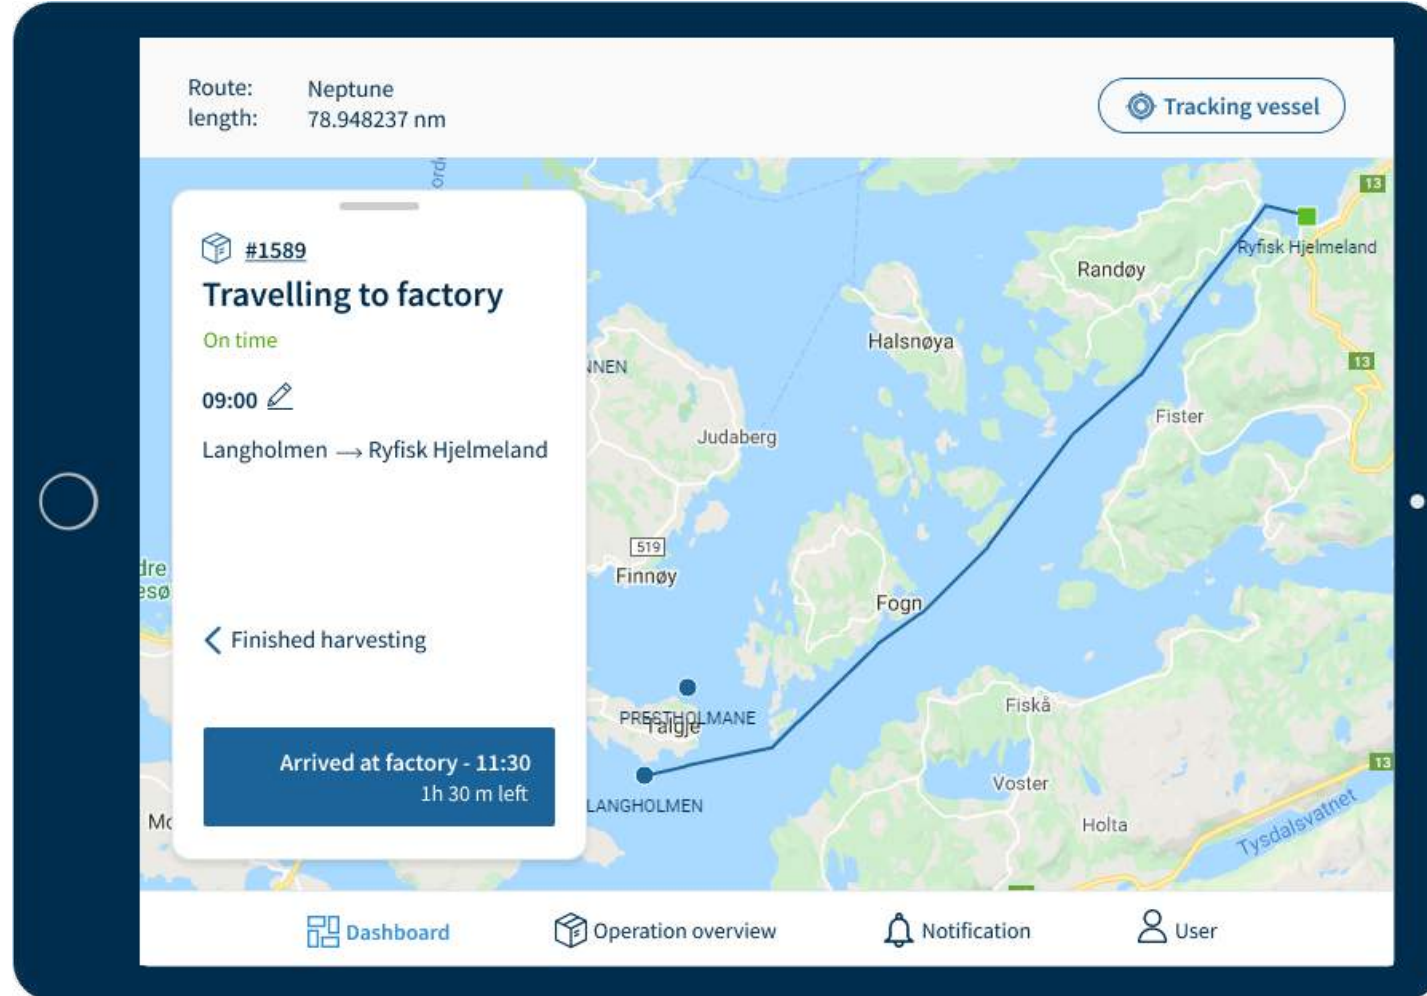 Route: Neptune
length: 78.948237 nm
Tracking vessel
#1589
Travelling to factory
On time
09:00
Langholmen → Ryfisk Hjelmeland
Finished harvesting
Arrived at factory - 11:30
1h 30 m left
13
Ryfisk Hjelmeland
Randøy
Halsnøya
13
Fister
Judaberg
519
Finnøy
Fogn
PRESTHOLMANE
Talgje
Fiskå
LANGHOLMEN
Voster
13
Holta
Tysdalsvatnet
Dashboard
Operation overview
Notification
User